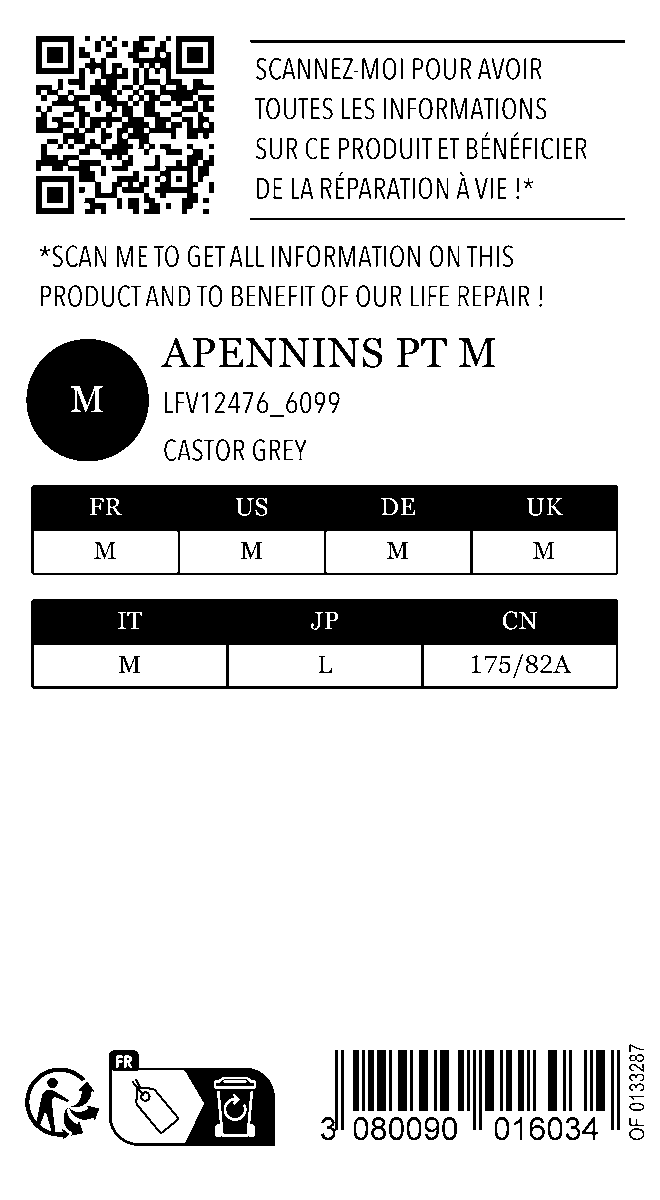 SCANNEZ-MOI POUR AVOIR
TOUTES LES INFORMATIONS
SUR CE PRODUIT ET BÉNÉFICIER
DE LA RÉPARATION À VIE !*
*SCAN ME TO GET ALL INFORMATION ON THIS
PRODUCT AND TO BENEFIT OF OUR LIFE REPAIR !
M
APENNINS PT M
LFV12476_6099
CASTOR GREY
FR US DE UK
M M M M
IT JP CN
M L 175/82A
FR
3 080090 016034
OF 0133287